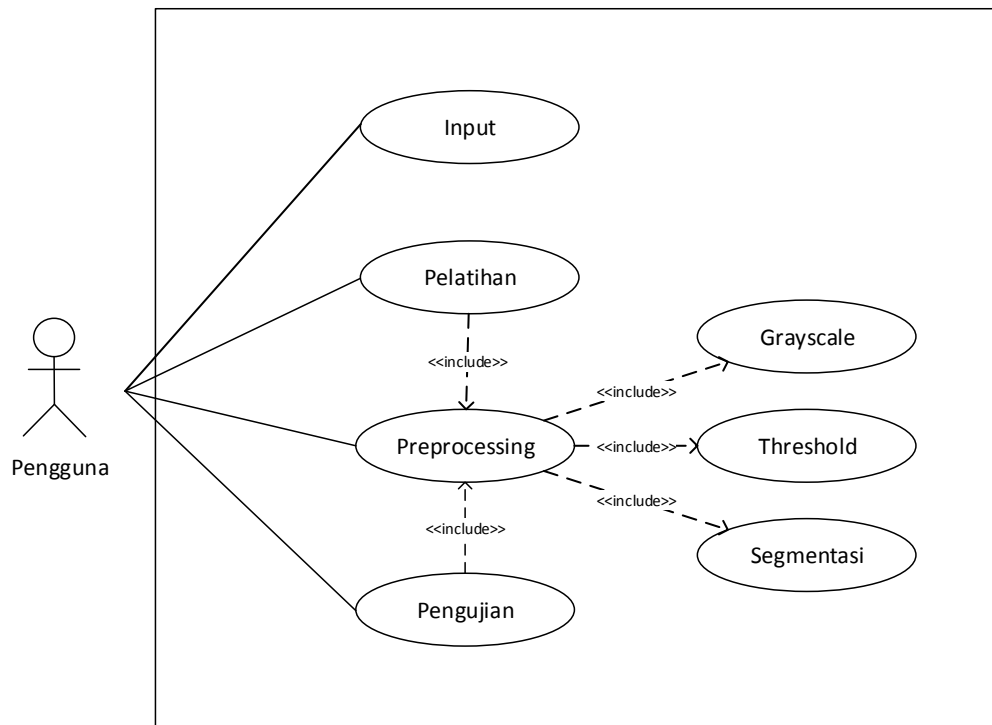 Input
Pelatihan
<<include>>
Grayscale
<<include>>
Preprocessing
<<include>>
Threshold
Pengguna
<<include>>
<<include>>
Segmentasi
Pengujian